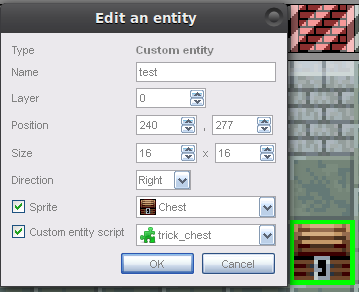 Edit an entity
Type Custom entity
Name test
Layer 0
Position 240 , 277
Size 16 x 16
Direction Right
Sprite Chest
Custom entity script trick_chest
OK Cancel